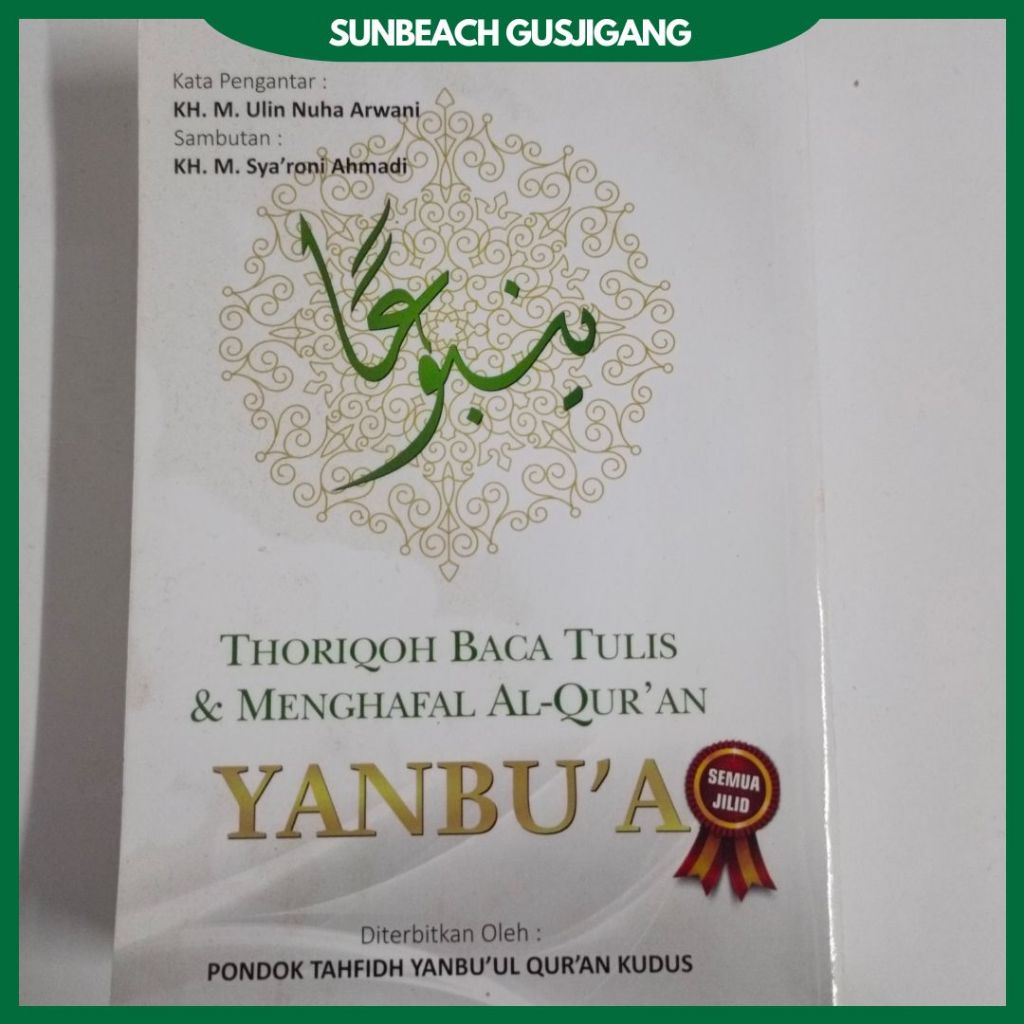 SUNBEACH GUSJIGANG
Kata Pengantar :
KH. M. Ulin Nuha Arwani
Sambutan :
KH. M. Sya'roni Ahmadi
ينبوعًا
THORIQOH BACA TULIS
& MENGHAFAL AL-QUR'AN
YANBU'A
SEMUA
JILID
Diterbitkan Oleh :
PONDOK TAHFIDH YANBU'UL QUR'AN KUDUS